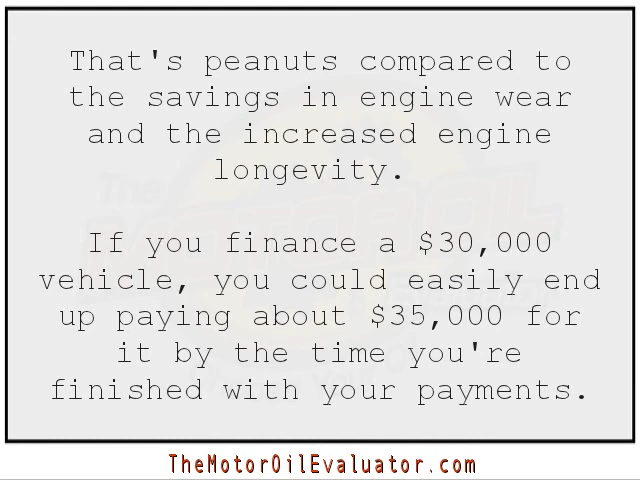 That's peanuts compared to
the savings in engine wear
and the increased engine
longevity.
If you finance a $30,000
vehicle, you could easily end
up paying about $35,000 for
it by the time you're
finished with your payments.
TheMotorOilEvaluator.com